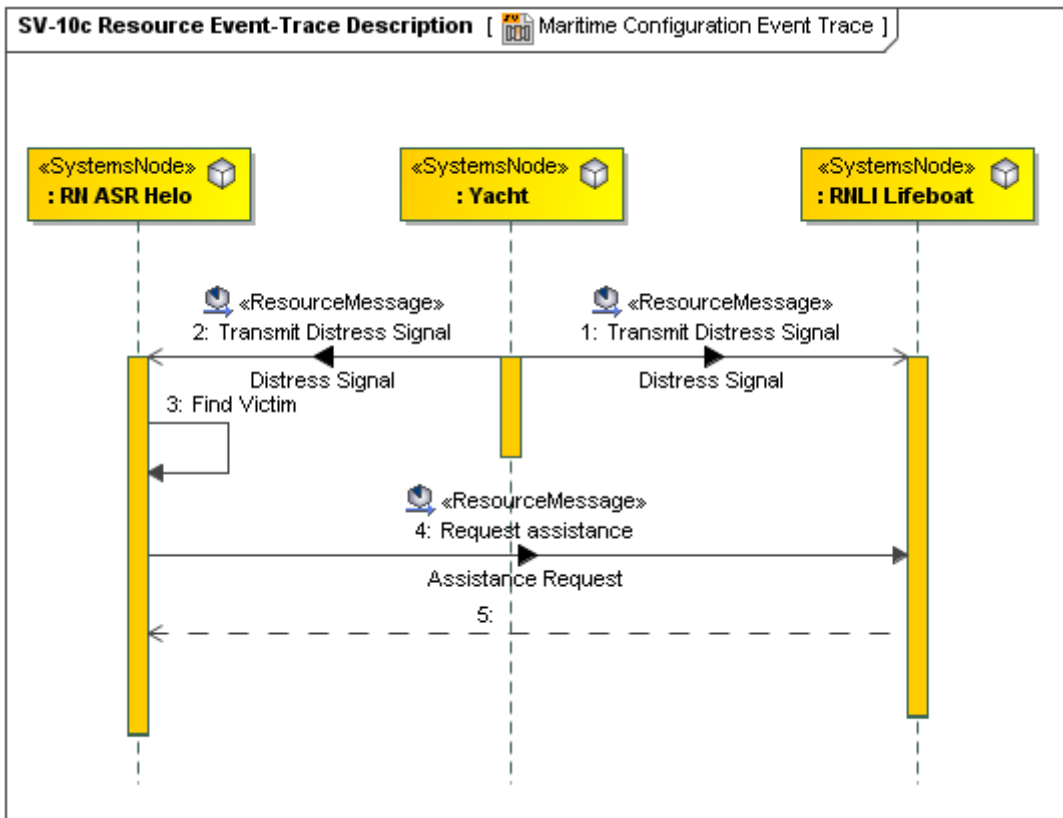 SV-10c Resource Event-Trace Description [ Maritime Configuration Event Trace ]
«SystemsNode»
: RN ASR Helo
«SystemsNode»
: Yacht
«SystemsNode»
: RNLI Lifeboat
«ResourceMessage»
2: Transmit Distress Signal
Distress Signal
«ResourceMessage»
1: Transmit Distress Signal
Distress Signal
3: Find Victim
«ResourceMessage»
4: Request assistance
Assistance Request
5: